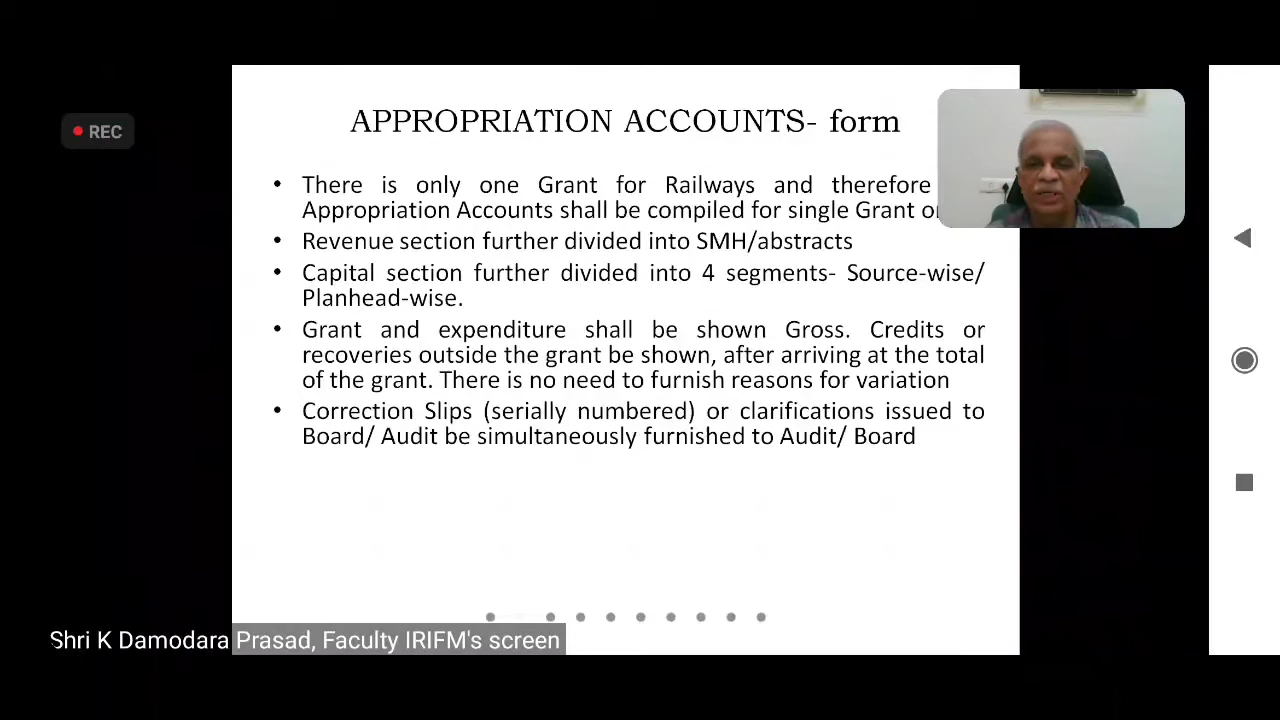 APPROPRIATION ACCOUNTS- form
REC
• There is only one Grant for Railways and therefore
Appropriation Accounts shall be compiled for single Grant
• Revenue section further divided into SMH/abstracts
• Capital section further divided into 4 segments- Source-wise/
Planhead-wise.
• Grant and expenditure shall be shown Gross. Credits or
recoveries outside the grant be shown, after arriving at the total
of the grant. There is no need to furnish reasons for variation
• Correction Slips (serially numbered) or clarifications issued to
Board/ Audit be simultaneously furnished to Audit/ Board
Shri K Damodara Prasad, Faculty IRIFM's screen